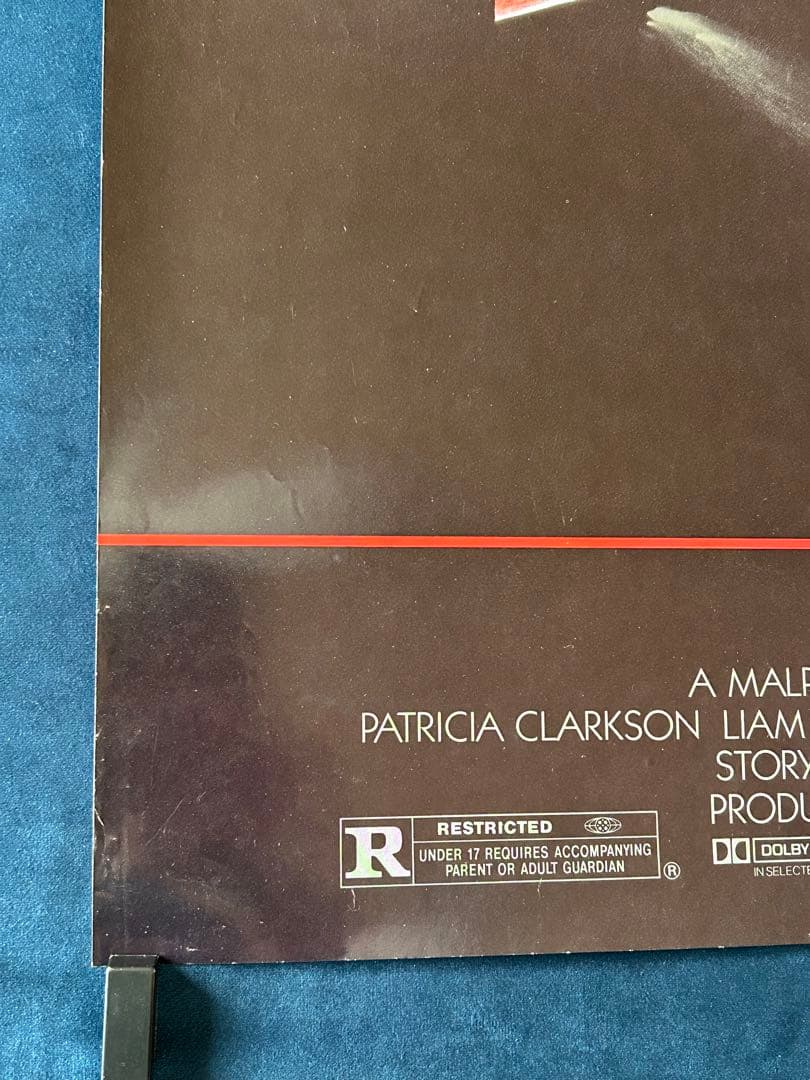 A MALP
PATRICIA CLARKSON LIAM
STORY
PRODU
R RESTRICTED
UNDER 17 REQUIRES ACCOMPANYING
PARENT OR ADULT GUARDIAN
®
DOLBY
IN SELECTE